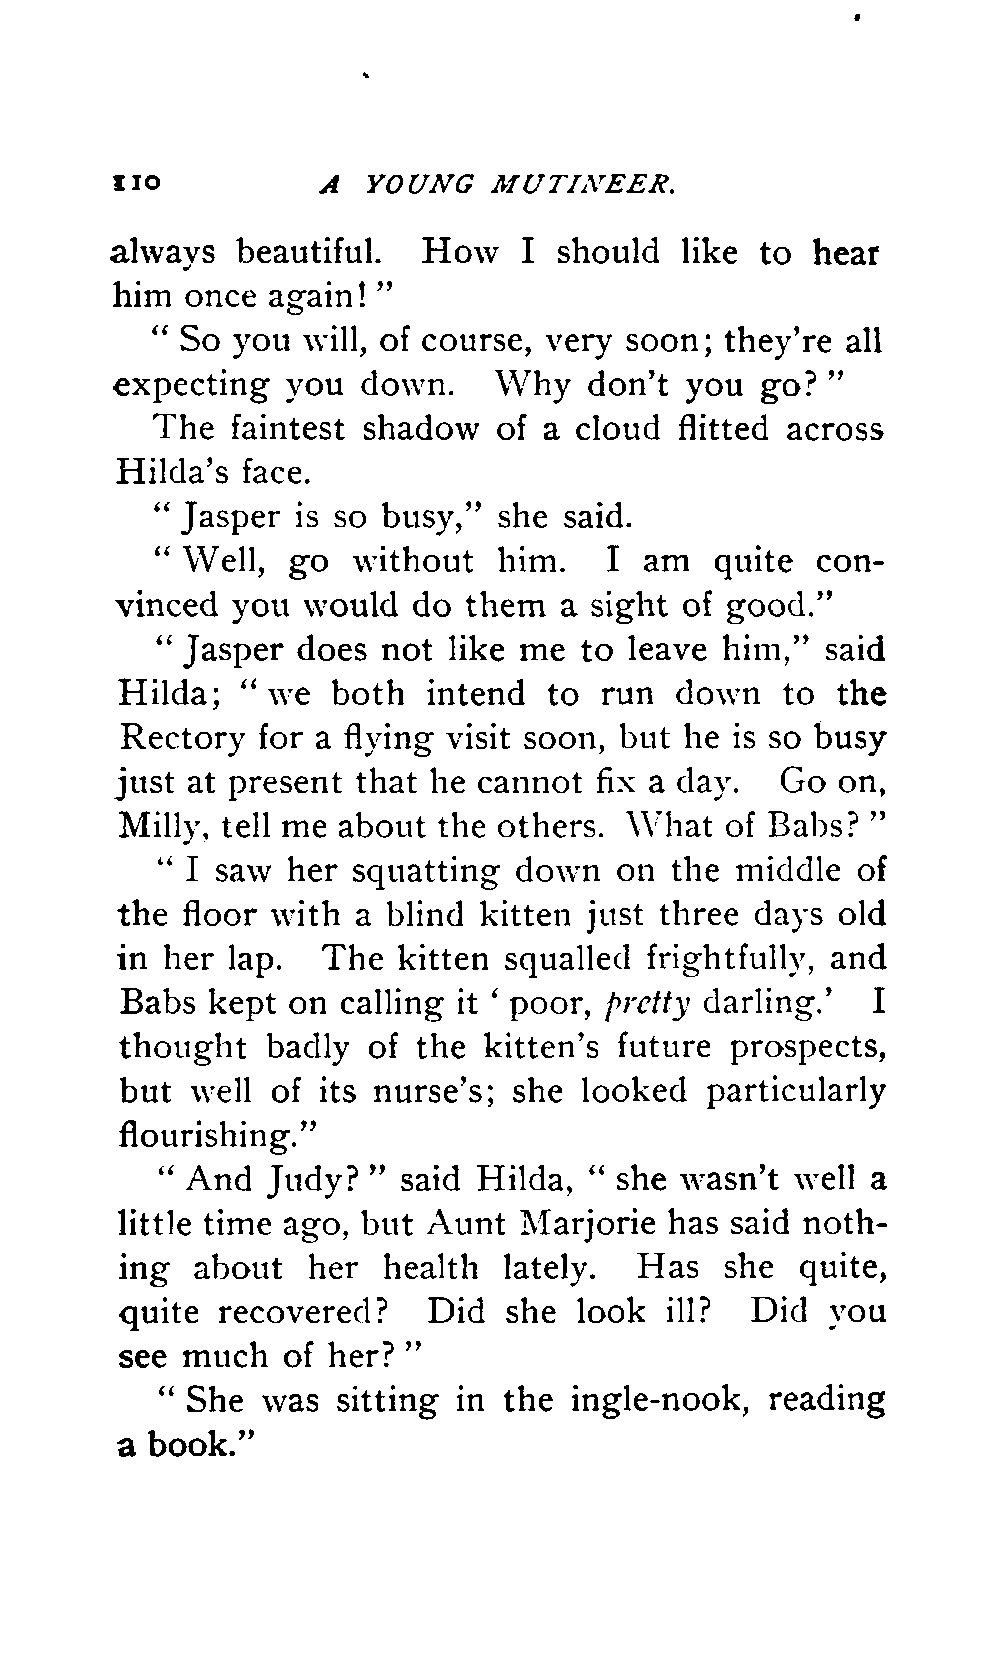 110 A YOUNG MUTINEER.
always beautiful. How I should like to hear
him once again!"
"So you will, of course, very soon; they're all
expecting you down. Why don't you go?"
The faintest shadow of a cloud flitted across
Hilda's face.
"Jasper is so busy," she said.
"Well, go without him. I am quite con-
vinced you would do them a sight of good."
"Jasper does not like me to leave him," said
Hilda; "we both intend to run down to the
Rectory for a flying visit soon, but he is so busy
just at present that he cannot fix a day. Go on,
Milly, tell me about the others. What of Babs?"
"I saw her squatting down on the middle of
the floor with a blind kitten just three days old
in her lap. The kitten squalled frightfully, and
Babs kept on calling it 'poor, pretty darling.' I
thought badly of the kitten's future prospects,
but well of its nurse's; she looked particularly
flourishing."
"And Judy?" said Hilda, "she wasn't well a
little time ago, but Aunt Marjorie has said noth-
ing about her health lately. Has she quite,
quite recovered? Did she look ill? Did you
see much of her?"
"She was sitting in the ingle-nook, reading
a book."